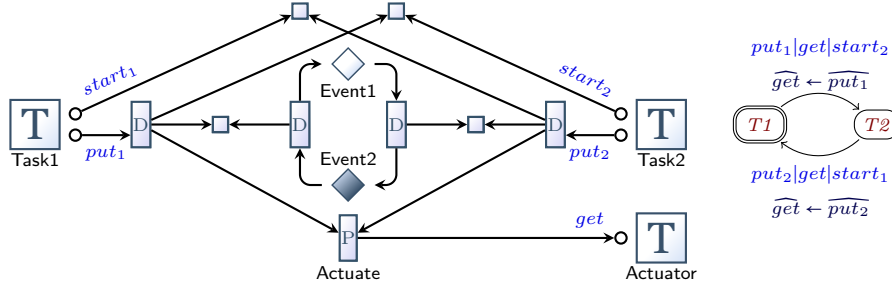 start₁
start₂
put₁|get|start₂
Event1
get ← put₁
T
D
D
D
D
T
T1
T2
Task1
put₁
Event2
put₂
Task2
put₂|get|start₁
get ← put₂
get
P
T
Actuate
Actuator